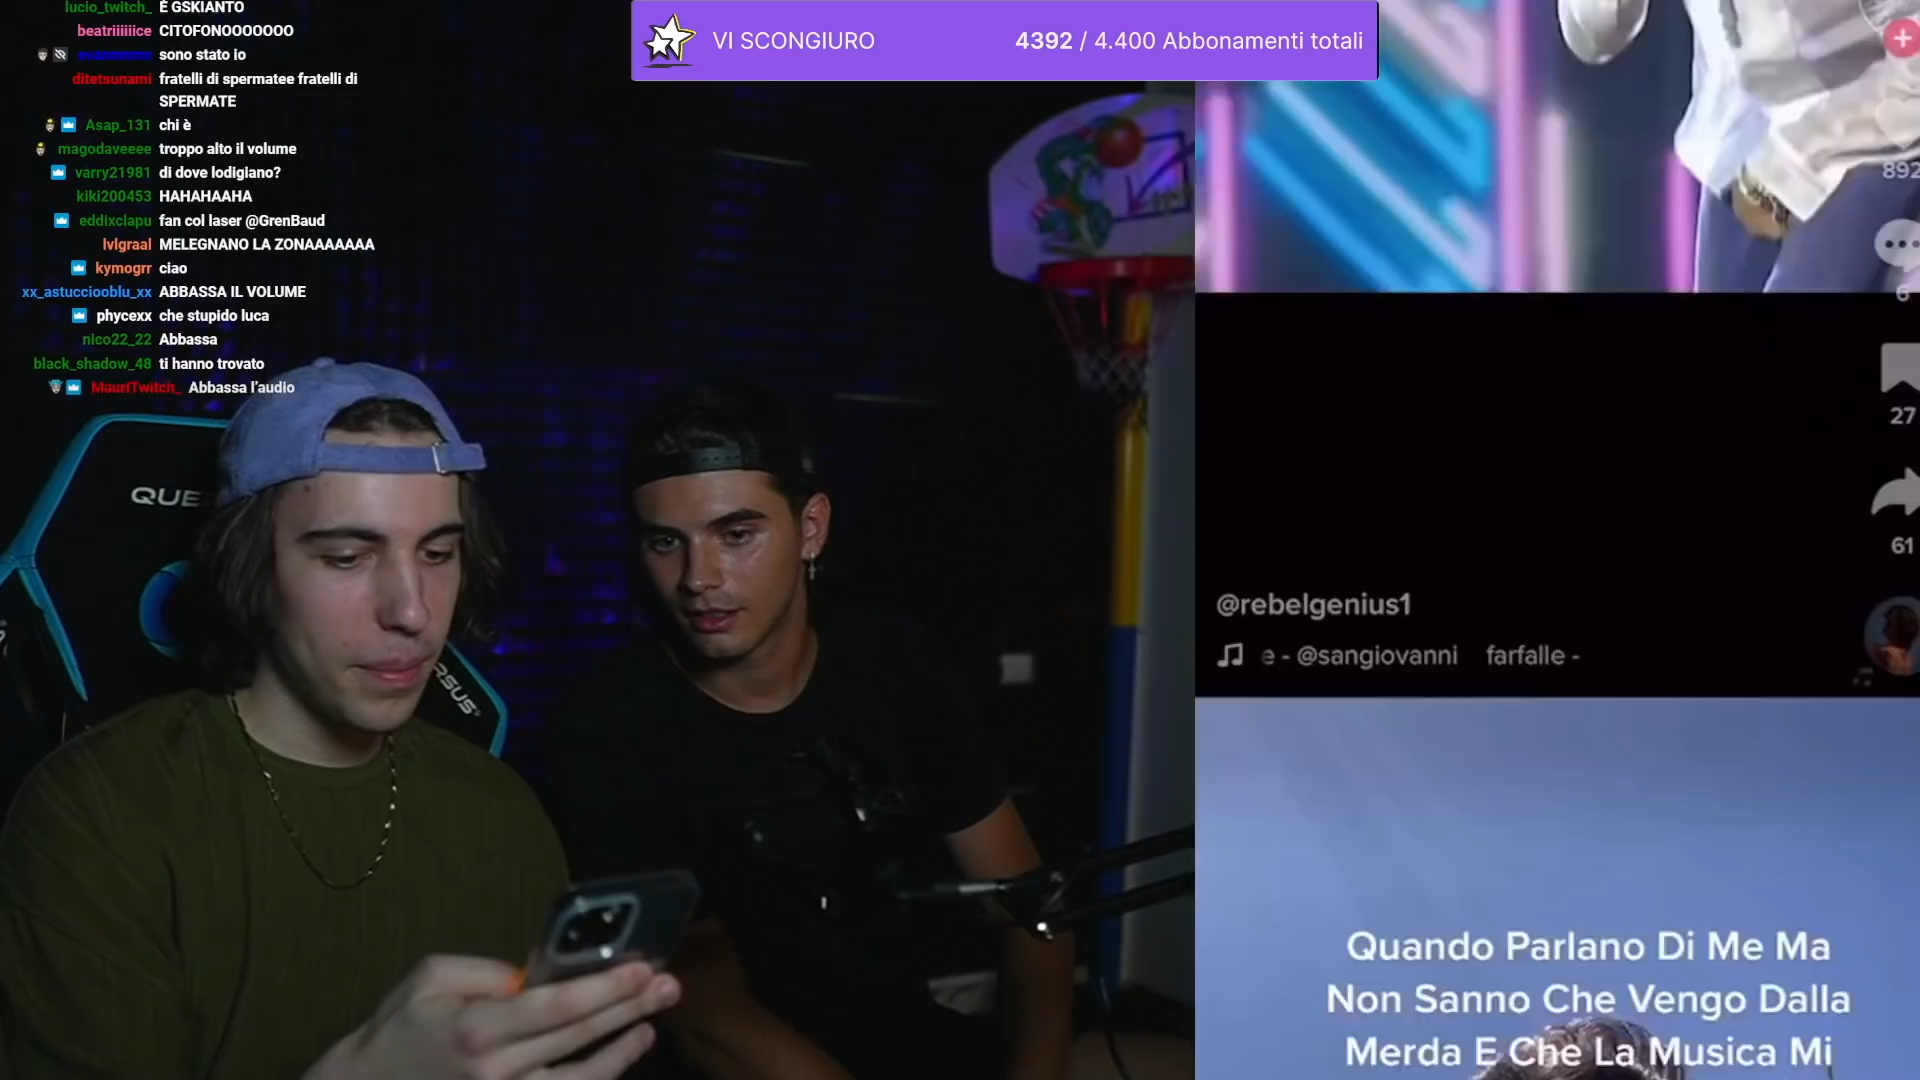 lucio_twitch_ È GSKIANTO
beatriiiiiice CITOFONOOOOOOO
sono stato io
ditetsunami fratelli di spermatee fratelli di
SPERMATE
Asap_131 chi è
magodaveeee troppo alto il volume
varry21981 di dove lodigiano?
kiki200453 HAHAHAAHA
eddixclapu fan col laser @GrenBaud
lvlgraal MELEGNANO LA ZONAAAAAAA
kymogrr ciao
xx_astucciooblu_xx ABBASSA IL VOLUME
phycexx che stupido luca
nico22_22 Abbassa
black_shadow_48 ti hanno trovato
MaurITwitch_ Abbassa l'audio
VI SCONGIURO 4392 / 4.400 Abbonamenti totali
QUE
RSUS
892
6
27
61
@rebelgenius1
e - @sangiovanni farfalle -
Quando Parlano Di Me Ma
Non Sanno Che Vengo Dalla
Merda E Che La Musica Mi